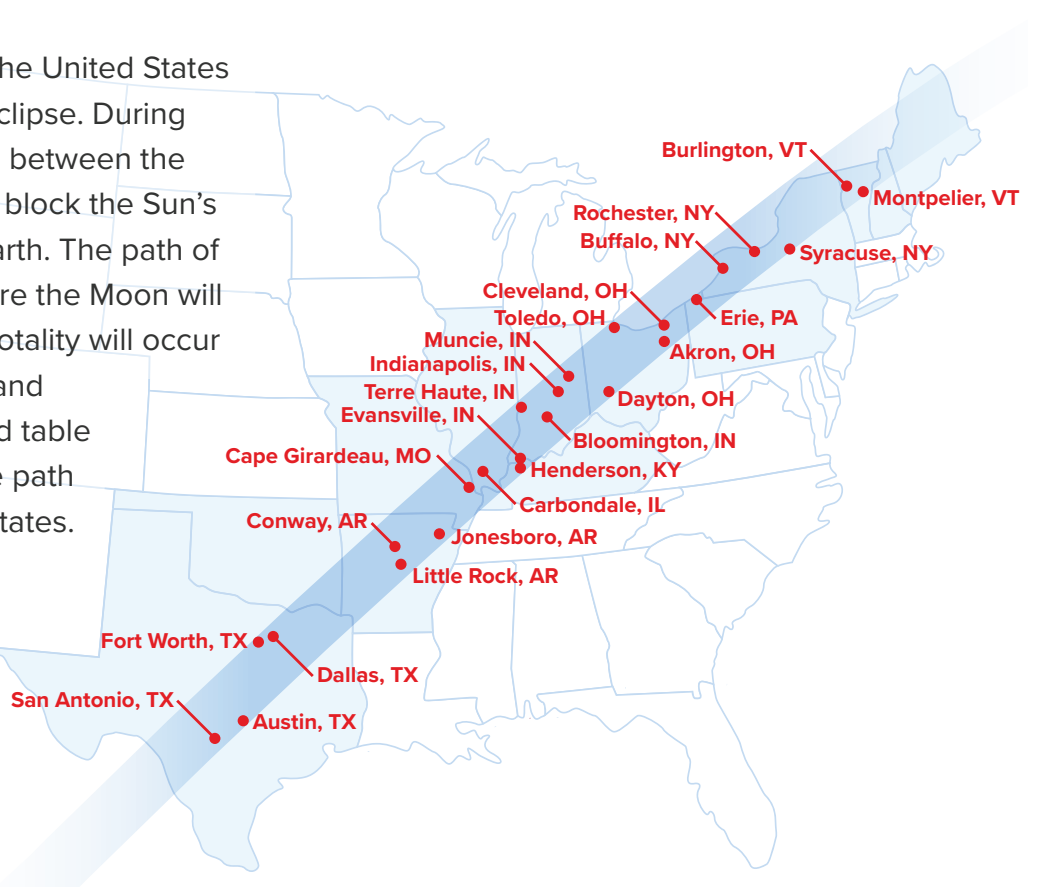 he United States
clipse. During
between the
block the Sun's
arth. The path of
re the Moon will
otality will occur
and
d table
e path
tates.
Burlington, VT
Montpelier, VT
Rochester, NY
Buffalo, NY
Syracuse, NY
Cleveland, OH
Toledo, OH
Erie, PA
Muncie, IN
Akron, OH
Indianapolis, IN
Terre Haute, IN
Dayton, OH
Evansville, IN
Bloomington, IN
Cape Girardeau, MO
Henderson, KY
Carbondale, IL
Conway, AR
Jonesboro, AR
Little Rock, AR
Fort Worth, TX
Dallas, TX
San Antonio, TX
Austin, TX